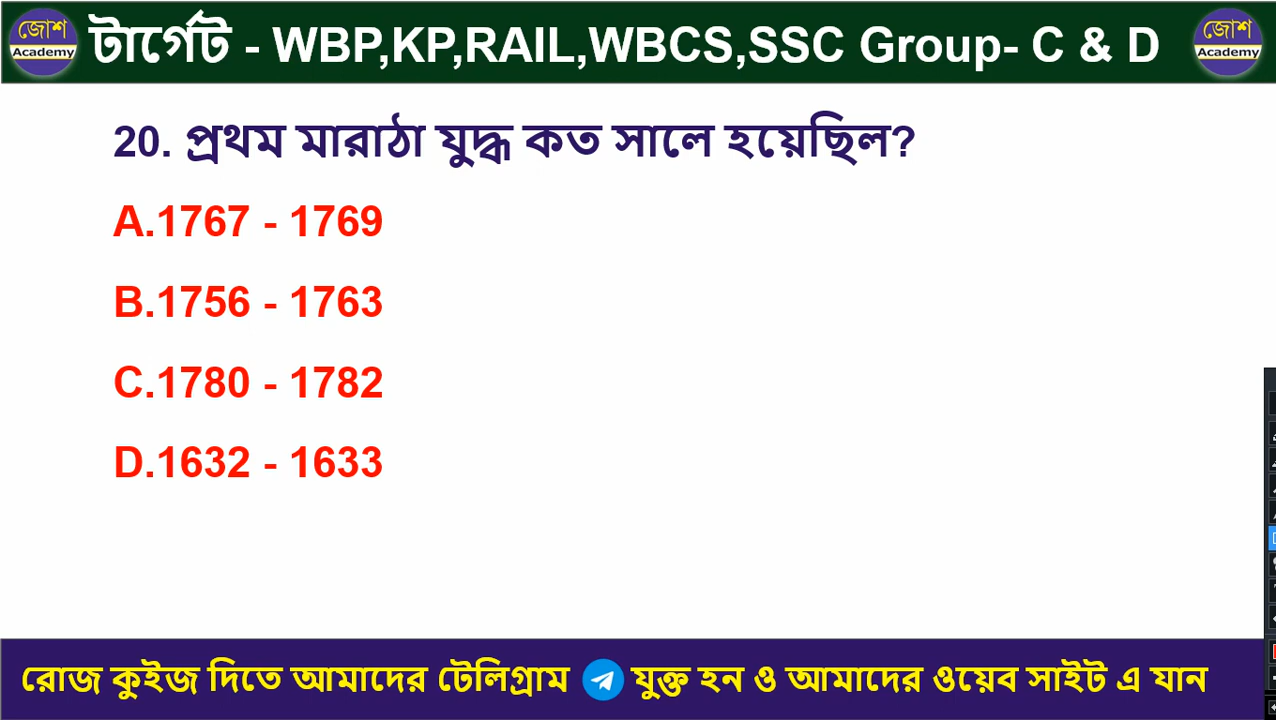 জোশ Academy টার্গেট - WBP,KP,RAIL,WBCS,SSC Group- C & D জোশ Academy
20. প্রথম মারাঠা যুদ্ধ কত সালে হয়েছিল?
A.1767 - 1769
B.1756 - 1763
C.1780 - 1782
D.1632 - 1633
রোজ কুইজ দিতে আমাদের টেলিগ্রাম যুক্ত হন ও আমাদের ওয়েব সাইট এ যান